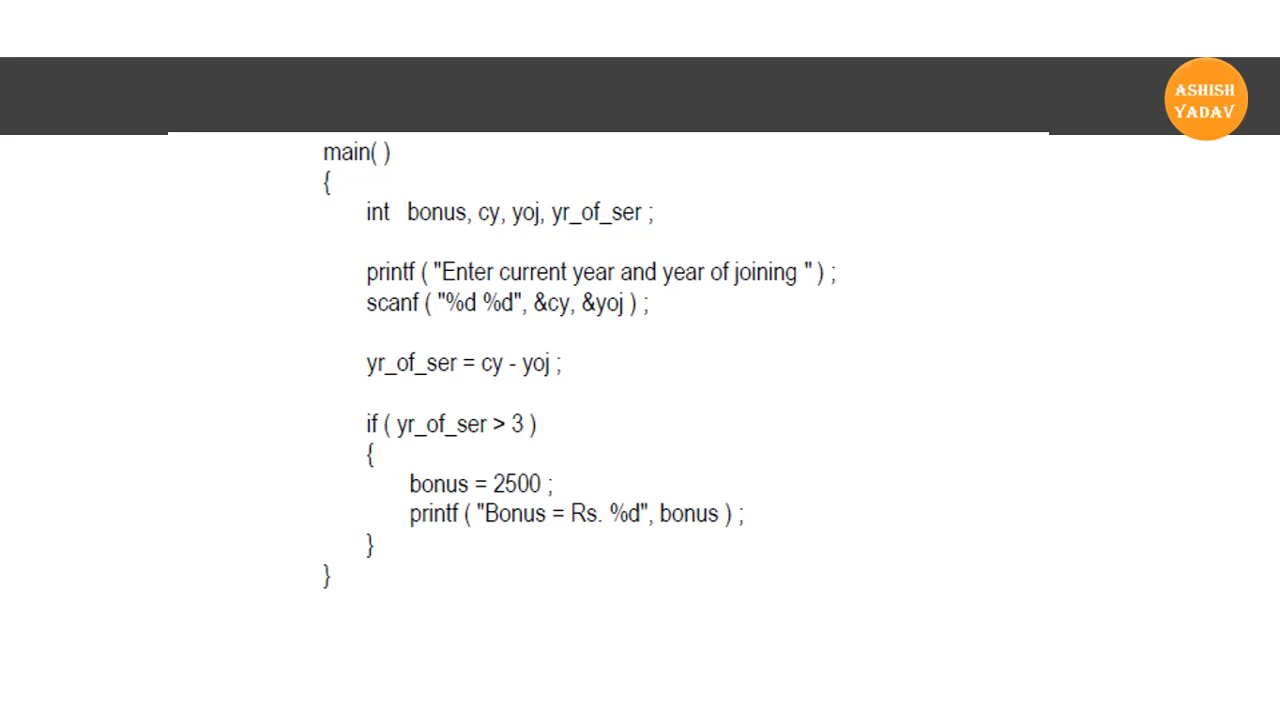 ASHISH
YADAV
main( )
{
int bonus, cy, yoj, yr_of_ser ;
printf ( "Enter current year and year of joining " ) ;
scanf ( "%d %d", &cy, &yoj ) ;
yr_of_ser = cy - yoj ;
if ( yr_of_ser > 3 )
{
bonus = 2500 ;
printf ( "Bonus = Rs. %d", bonus ) ;
}
}